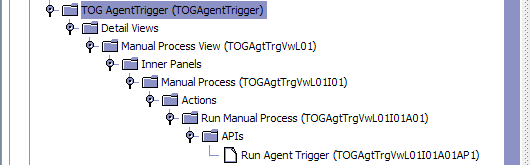 TOG AgentTrigger (TOGAgentTrigger)
Detail Views
Manual Process View (TOGAgtTrgVwL01)
Inner Panels
Manual Process (TOGAgtTrgVwL01I01)
Actions
Run Manual Process (TOGAgtTrgVwL01I01A01)
APIs
Run Agent Trigger (TOGAgtTrgVwL01I01A01AP1)